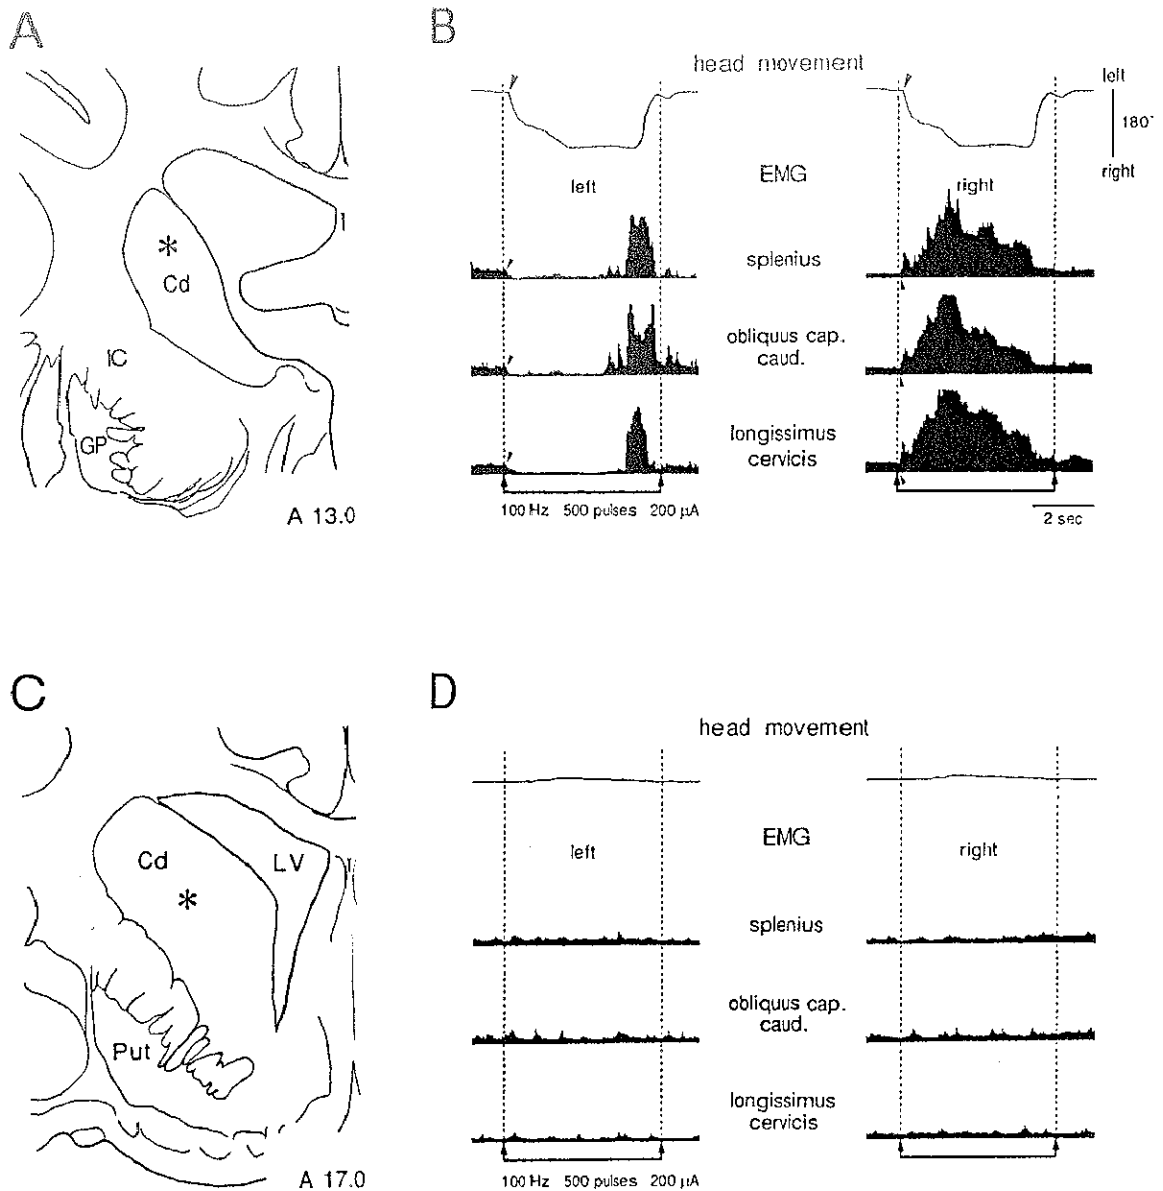 A
Cd
IC
GP
A 13.0
B
head movement
left
180°
right
EMG
left
right
splenius
obliquus cap.
caud.
longissimus
cervicis
100 Hz 500 pulses 200 μA
2 sec
C
Cd
LV
Put
A 17.0
D
head movement
EMG
left
right
splenius
obliquus cap.
caud.
longissimus
cervicis
100 Hz 500 pulses 200 μA